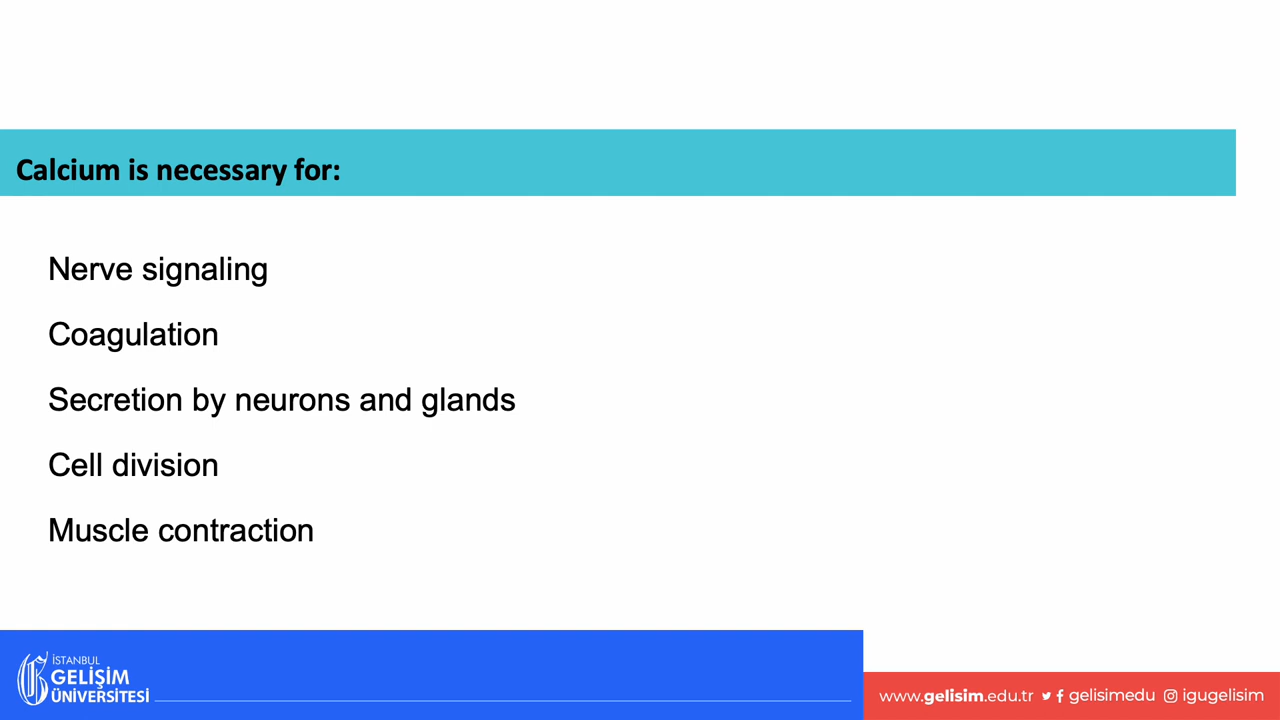 Calcium is necessary for:
Nerve signaling
Coagulation
Secretion by neurons and glands
Cell division
Muscle contraction
İSTANBUL
GELİŞİM
ÜNİVERSİTESİ
www.gelisim.edu.tr gelisimedu igugelisim